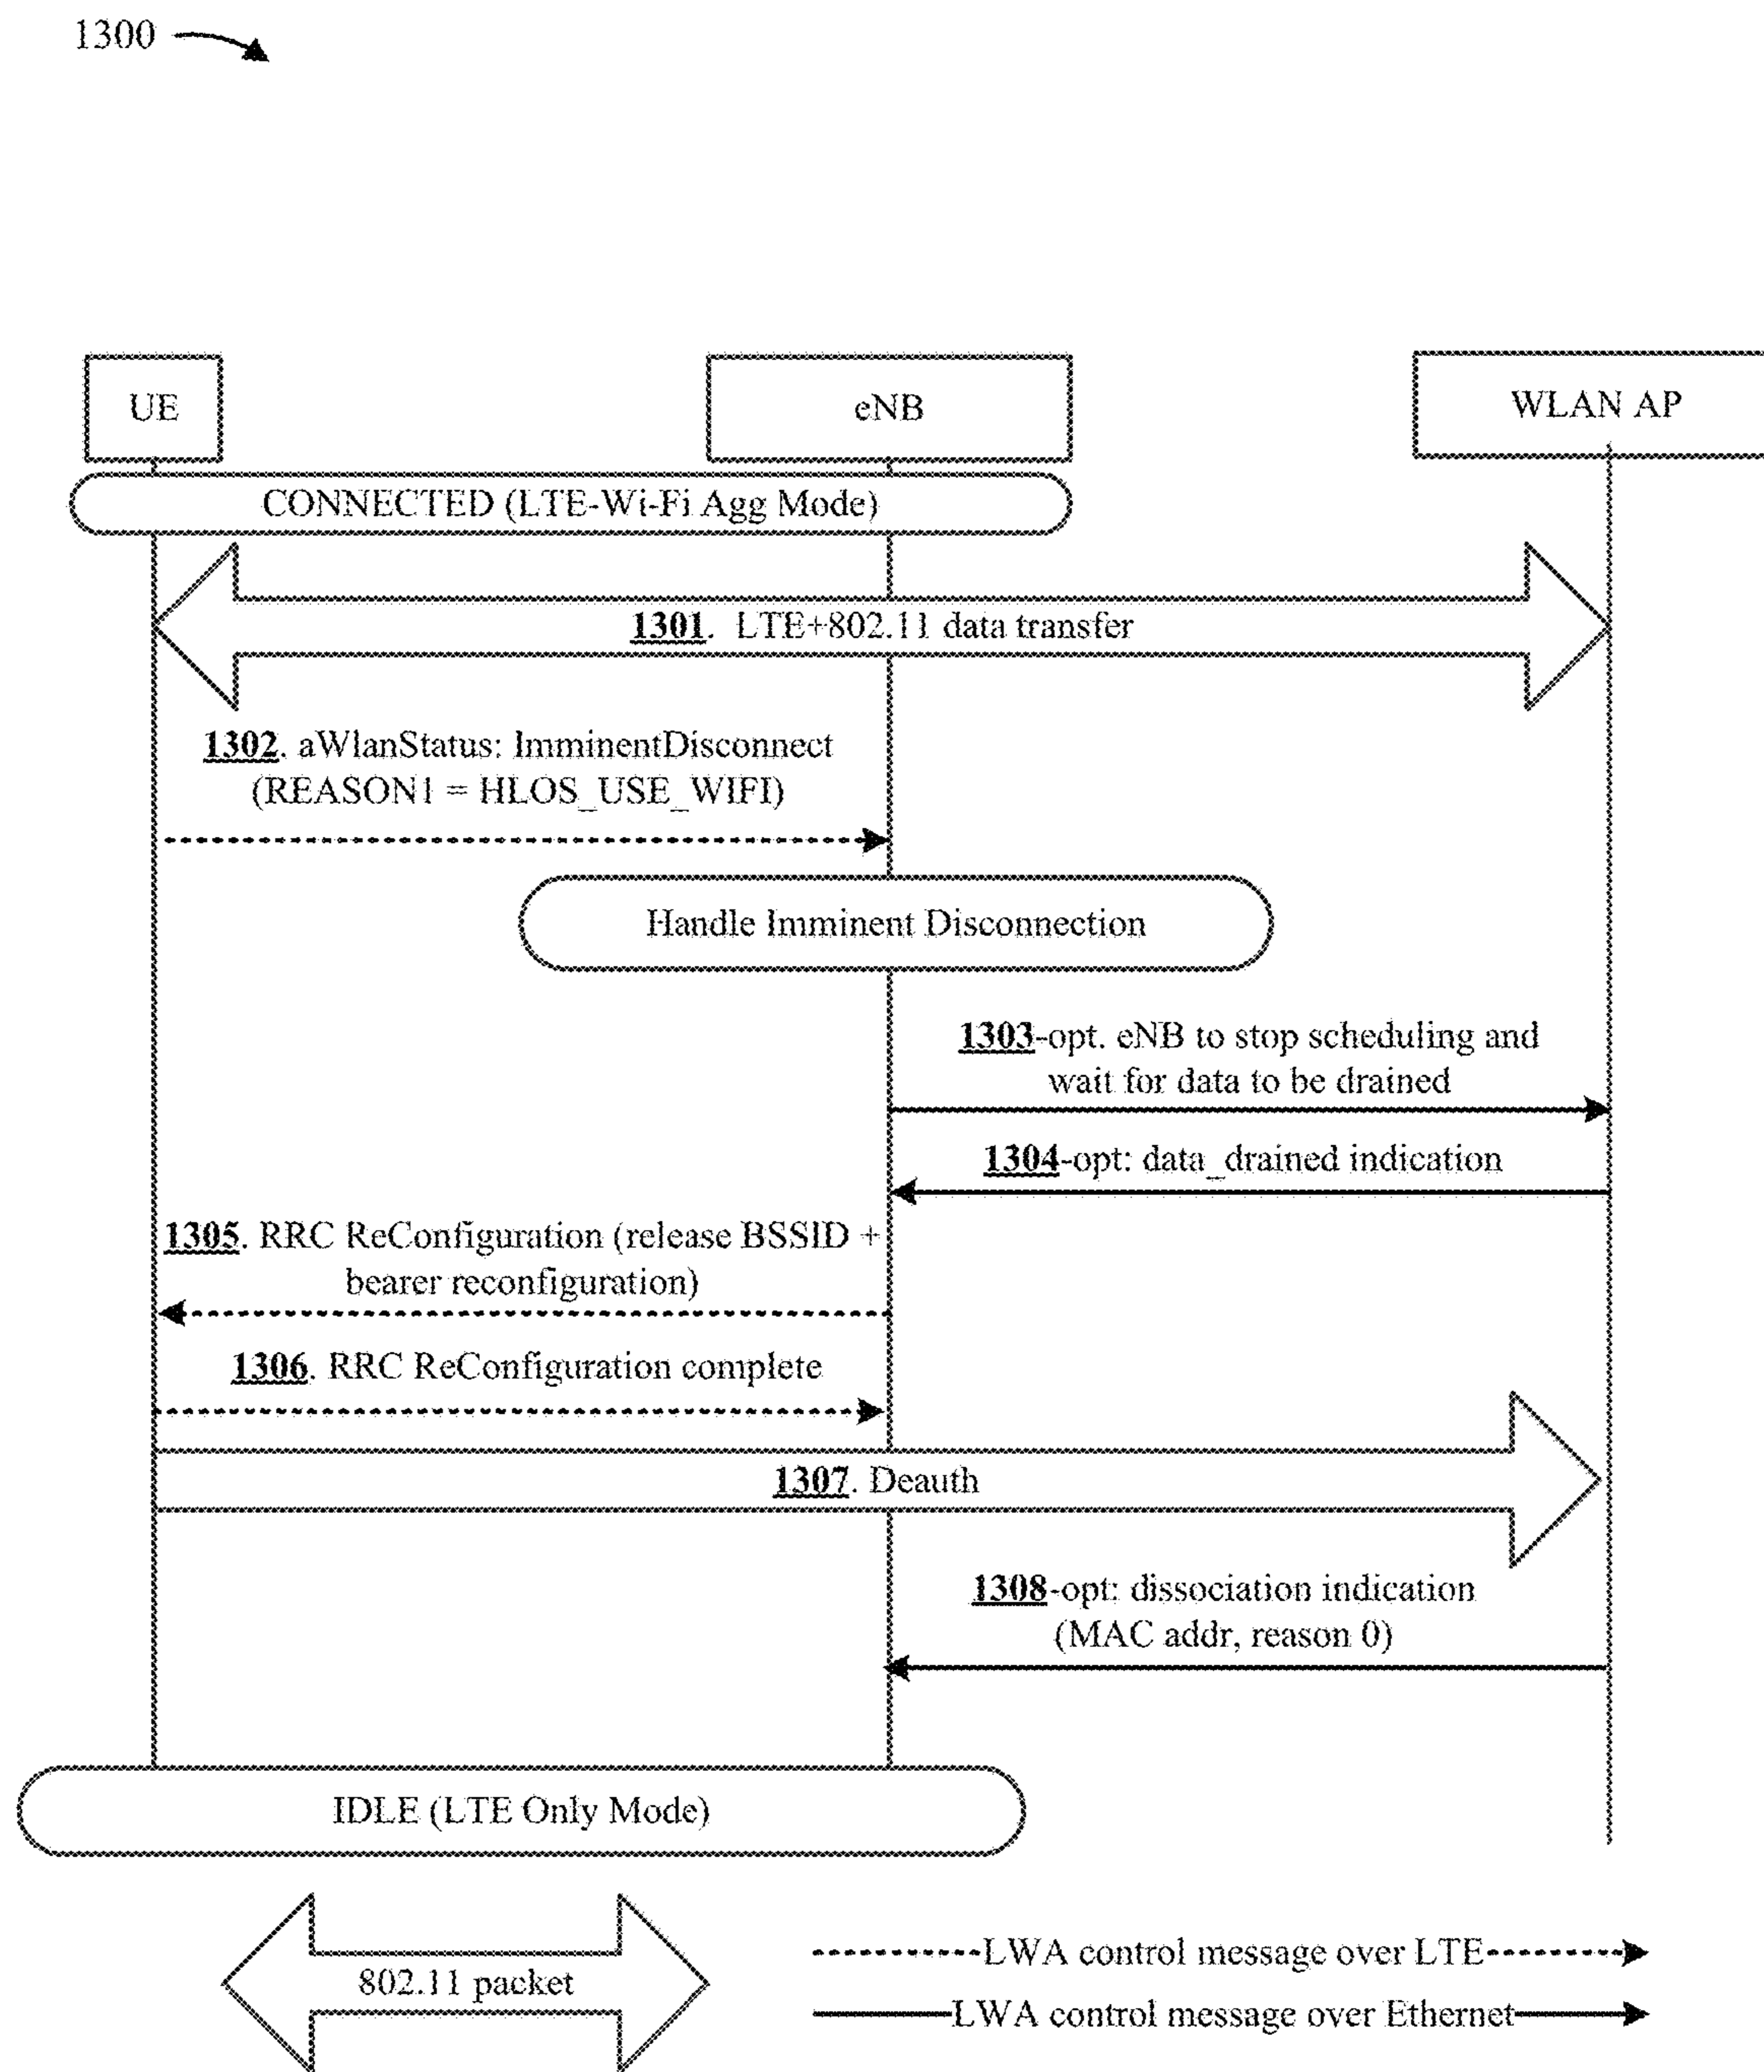 1300
UE
eNB
WLAN AP
CONNECTED (LTE-Wi-Fi Agg Mode)
1301. LTE+802.11 data transfer
1302. aWlanStatus: ImminentDisconnect
(REASON1 = HLOS_USE_WIFI)
Handle Imminent Disconnection
1303-opt. eNB to stop scheduling and
wait for data to be drained
1304-opt: data_drained indication
1305. RRC ReConfiguration (release BSSID +
bearer reconfiguration)
1306. RRC ReConfiguration complete
1307. Deauth
1308-opt: dissociation indication
(MAC addr, reason 0)
IDLE (LTE Only Mode)
802.11 packet
LWA control message over LTE
LWA control message over Ethernet